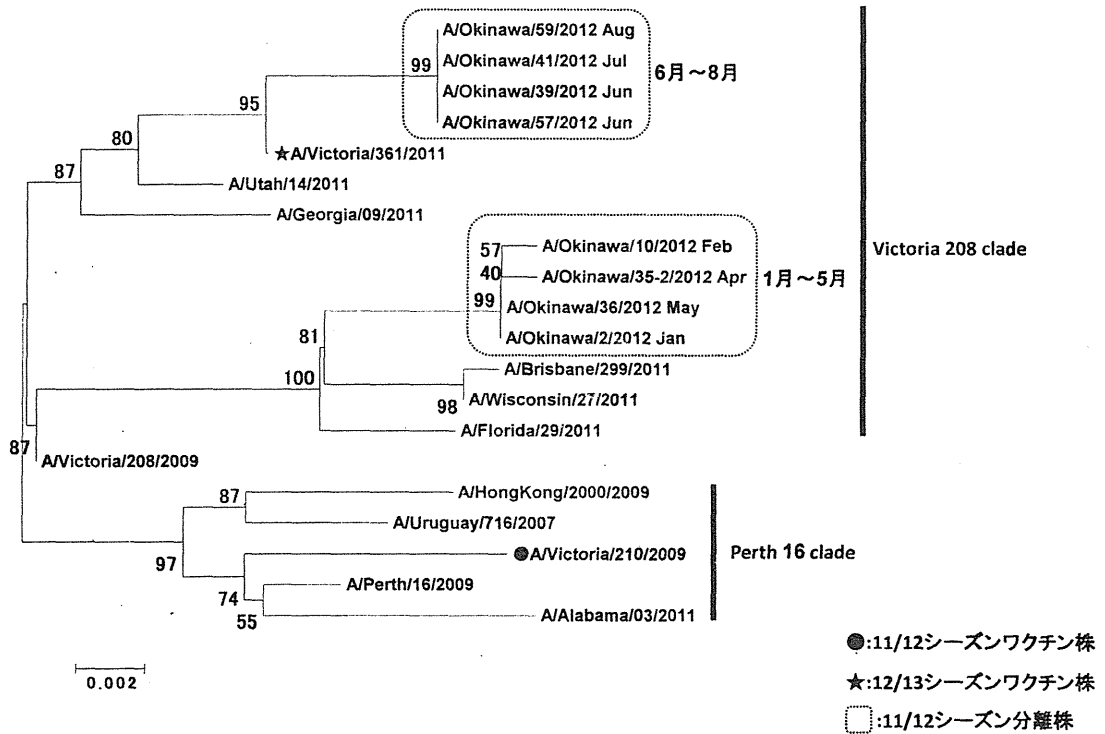 A/Okinawa/59/2012 Aug
A/Okinawa/41/2012 Jul
99
6月～8月
A/Okinawa/39/2012 Jun
95
A/Okinawa/57/2012 Jun
80
★A/Victoria/361/2011
87
A/Utah/14/2011
A/Georgia/09/2011
57
A/Okinawa/10/2012 Feb
Victoria 208 clade
40
A/Okinawa/35-2/2012 Apr
1月～5月
99
A/Okinawa/36/2012 May
81
A/Okinawa/2/2012 Jan
A/Brisbane/299/2011
100
A/Wisconsin/27/2011
98
A/Florida/29/2011
87
A/Victoria/208/2009
87
A/HongKong/2000/2009
A/Uruguay/716/2007
97
●A/Victoria/210/2009
Perth 16 clade
A/Perth/16/2009
74
A/Alabama/03/2011
55
●:11/12シーズンワクチン株
0.002
★:12/13シーズンワクチン株
:11/12シーズン分離株